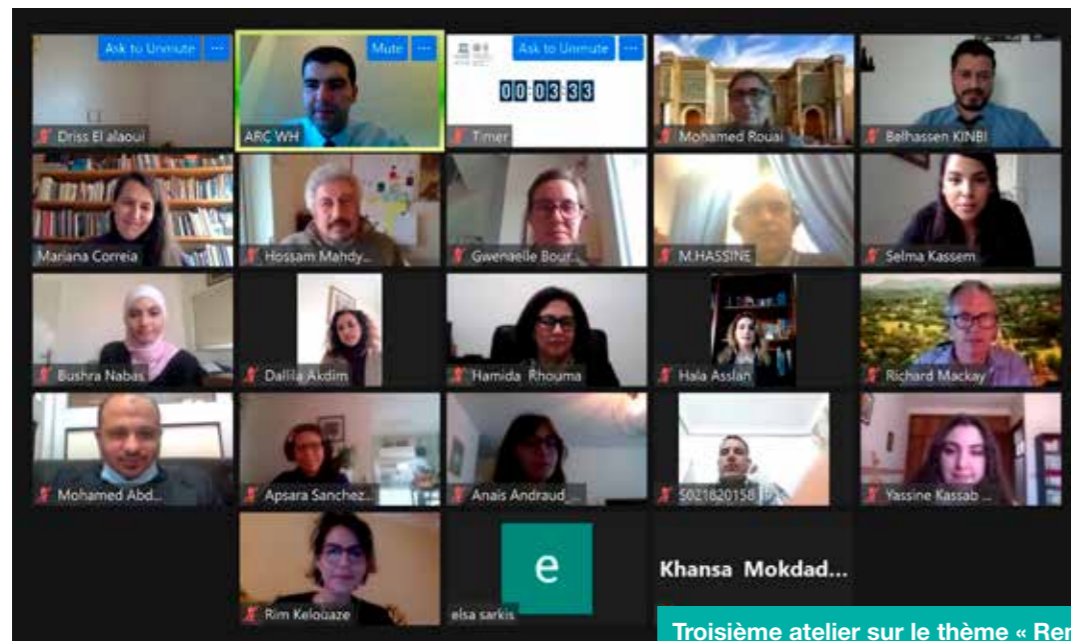 Ask to Unmute ...
Mute ...
Ask to Unmute ...
00:03:33
Driss El alaoui
ARC WH
Timer
Mohamed Rouai
Belhassen KINBI
Mariana Correia
Hossam Mahdy...
Gwenaelle Bour...
M.HASSINE
Selma Kassem
Bushra Nabas
Dallila Akdim
Hamida Rhouma
Hala Asslan
Richard Mackay
Mohamed Abd...
Apsara Sanchez...
Anaïs Andraud
S021820158
Yassine Kassab ...
Rim Kelouaze
e
elsa sarkis
Khansa Mokdad...
Troisième atelier sur le thème « Ren